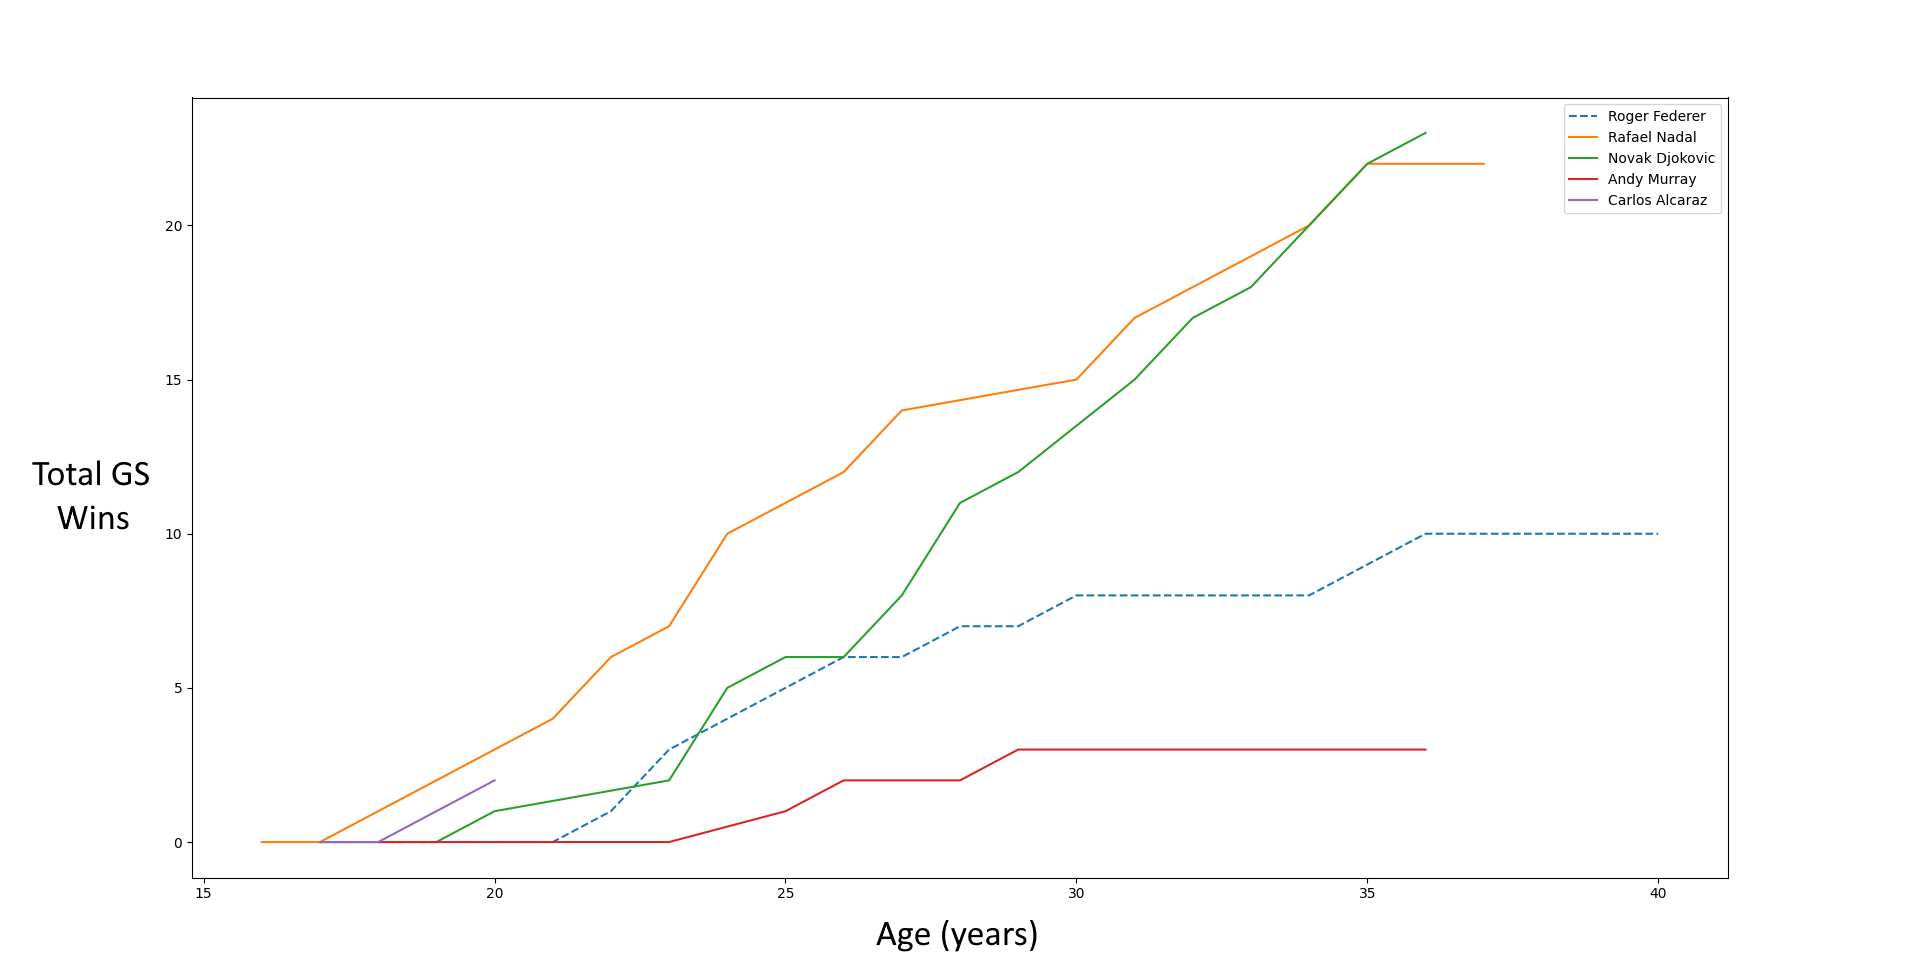 Roger Federer
Rafael Nadal
Novak Djokovic
Andy Murray
Carlos Alcaraz
20
15
10
5
0
Total GS
Wins
15 20 25 30 35 40
Age (years)